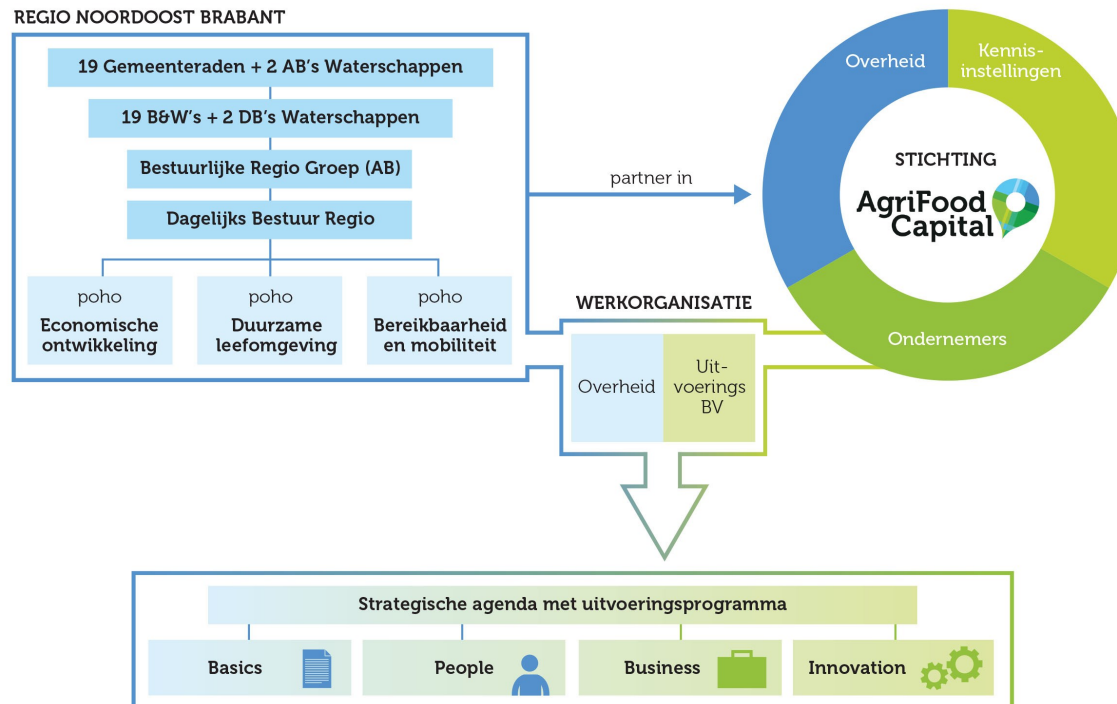 REGIO NOORDOOST BRABANT
19 Gemeenteraden + 2 AB's Waterschappen
19 B&W's + 2 DB's Waterschappen
Bestuurlijke Regio Groep (AB)
Dagelijks Bestuur Regio
poho
Economische
ontwikkeling
poho
Duurzame
leefomgeving
poho
Bereikbaarheid
en mobiliteit
partner in
Overheid
Kennis-
instellingen
STICHTING
AgriFood
Capital
Ondernemers
WERKORGANISATIE
Overheid
Uit-
voerings
BV
Strategische agenda met uitvoeringsprogramma
Basics
People
Business
Innovation